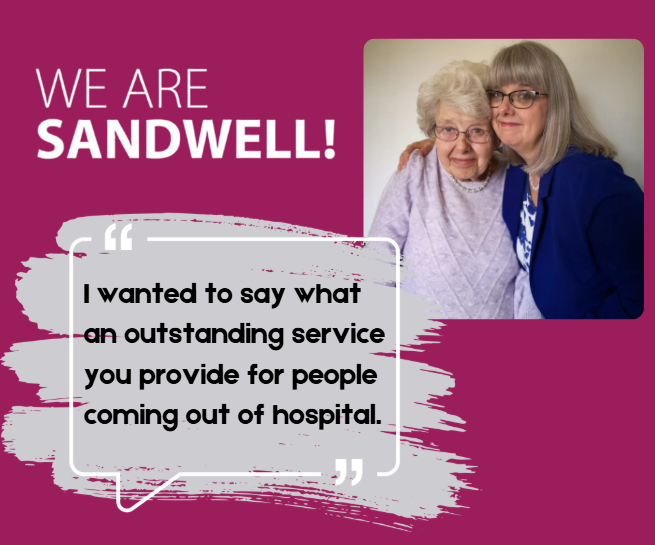 WE ARE
SANDWELL!
“
I wanted to say what
an outstanding service
you provide for people
coming out of hospital.
”